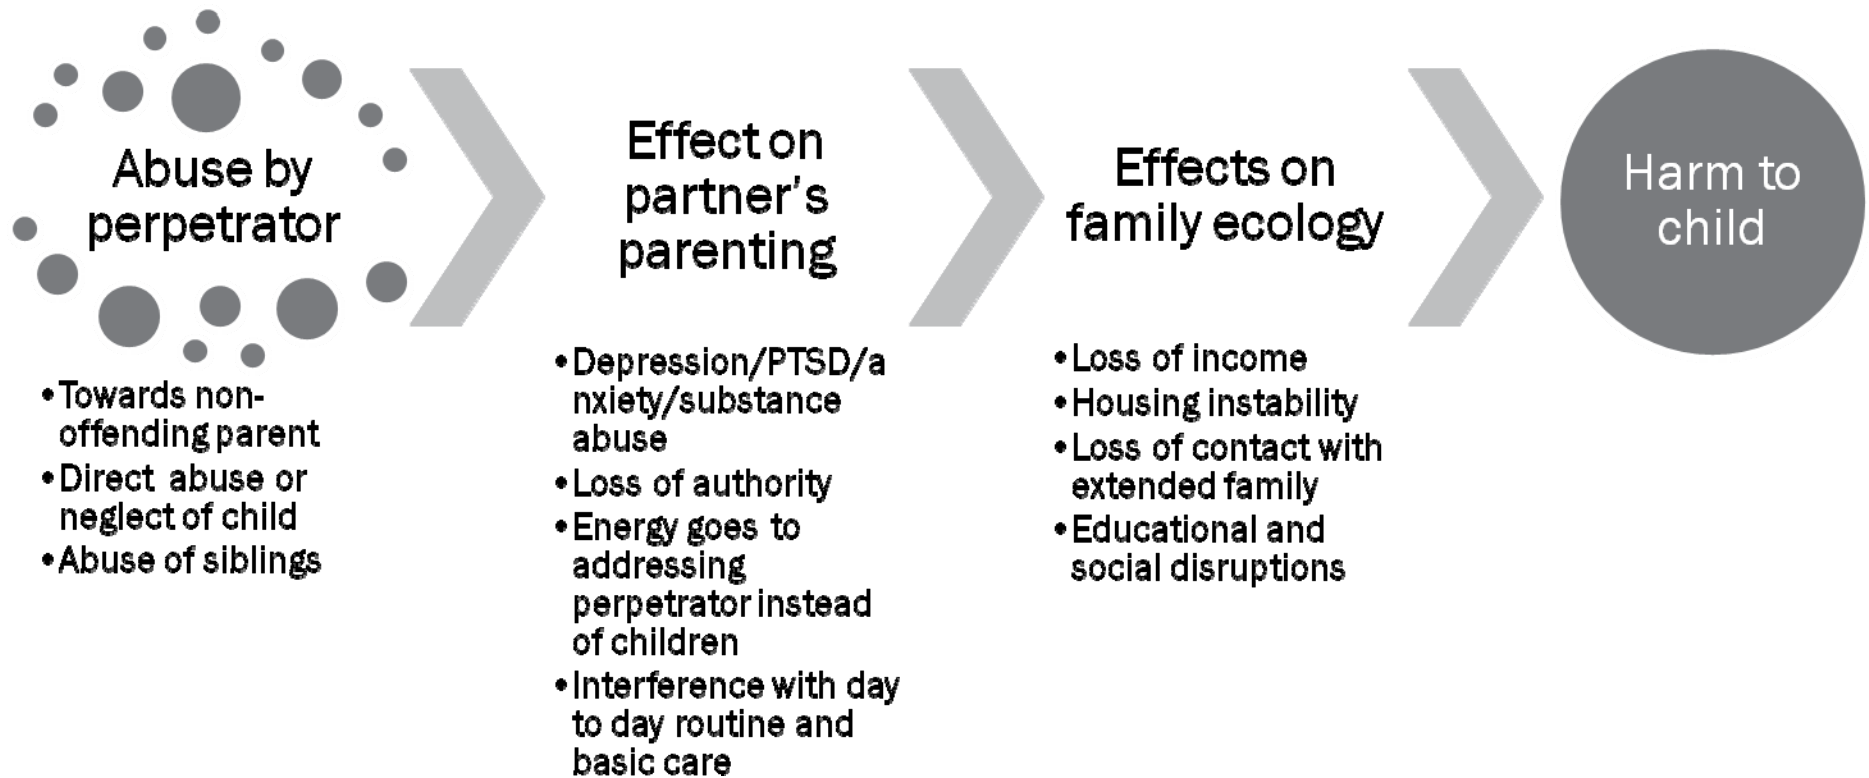 Abuse by
perpetrator
•Towards non-
offending parent
•Direct abuse or
neglect of child
•Abuse of siblings
Effect on
partner's
parenting
•Depression/PTSD/a
nxiety/substance
abuse
•Loss of authority
•Energy goes to
addressing
perpetrator instead
of children
•Interference with day
to day routine and
basic care
Effects on
family ecology
•Loss of income
•Housing instability
•Loss of contact with
extended family
•Educational and
social disruptions
Harm to
child